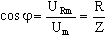 cos φ = U_Rm / U_m = R / Z